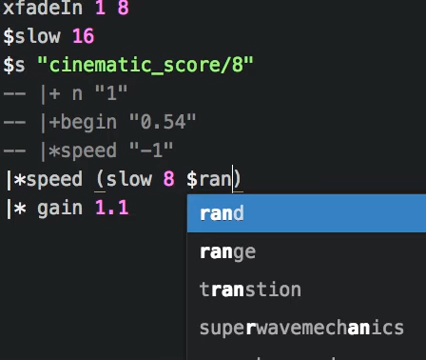 xfadeIn 1 8
$slow 16
$s "cinematic_score/8"
-- |+ n "1"
-- |+begin "0.54"
-- |*speed "-1"
|*speed (slow 8 $ran)
|* gain 1.1
rand
range
transtion
superwavemechanics